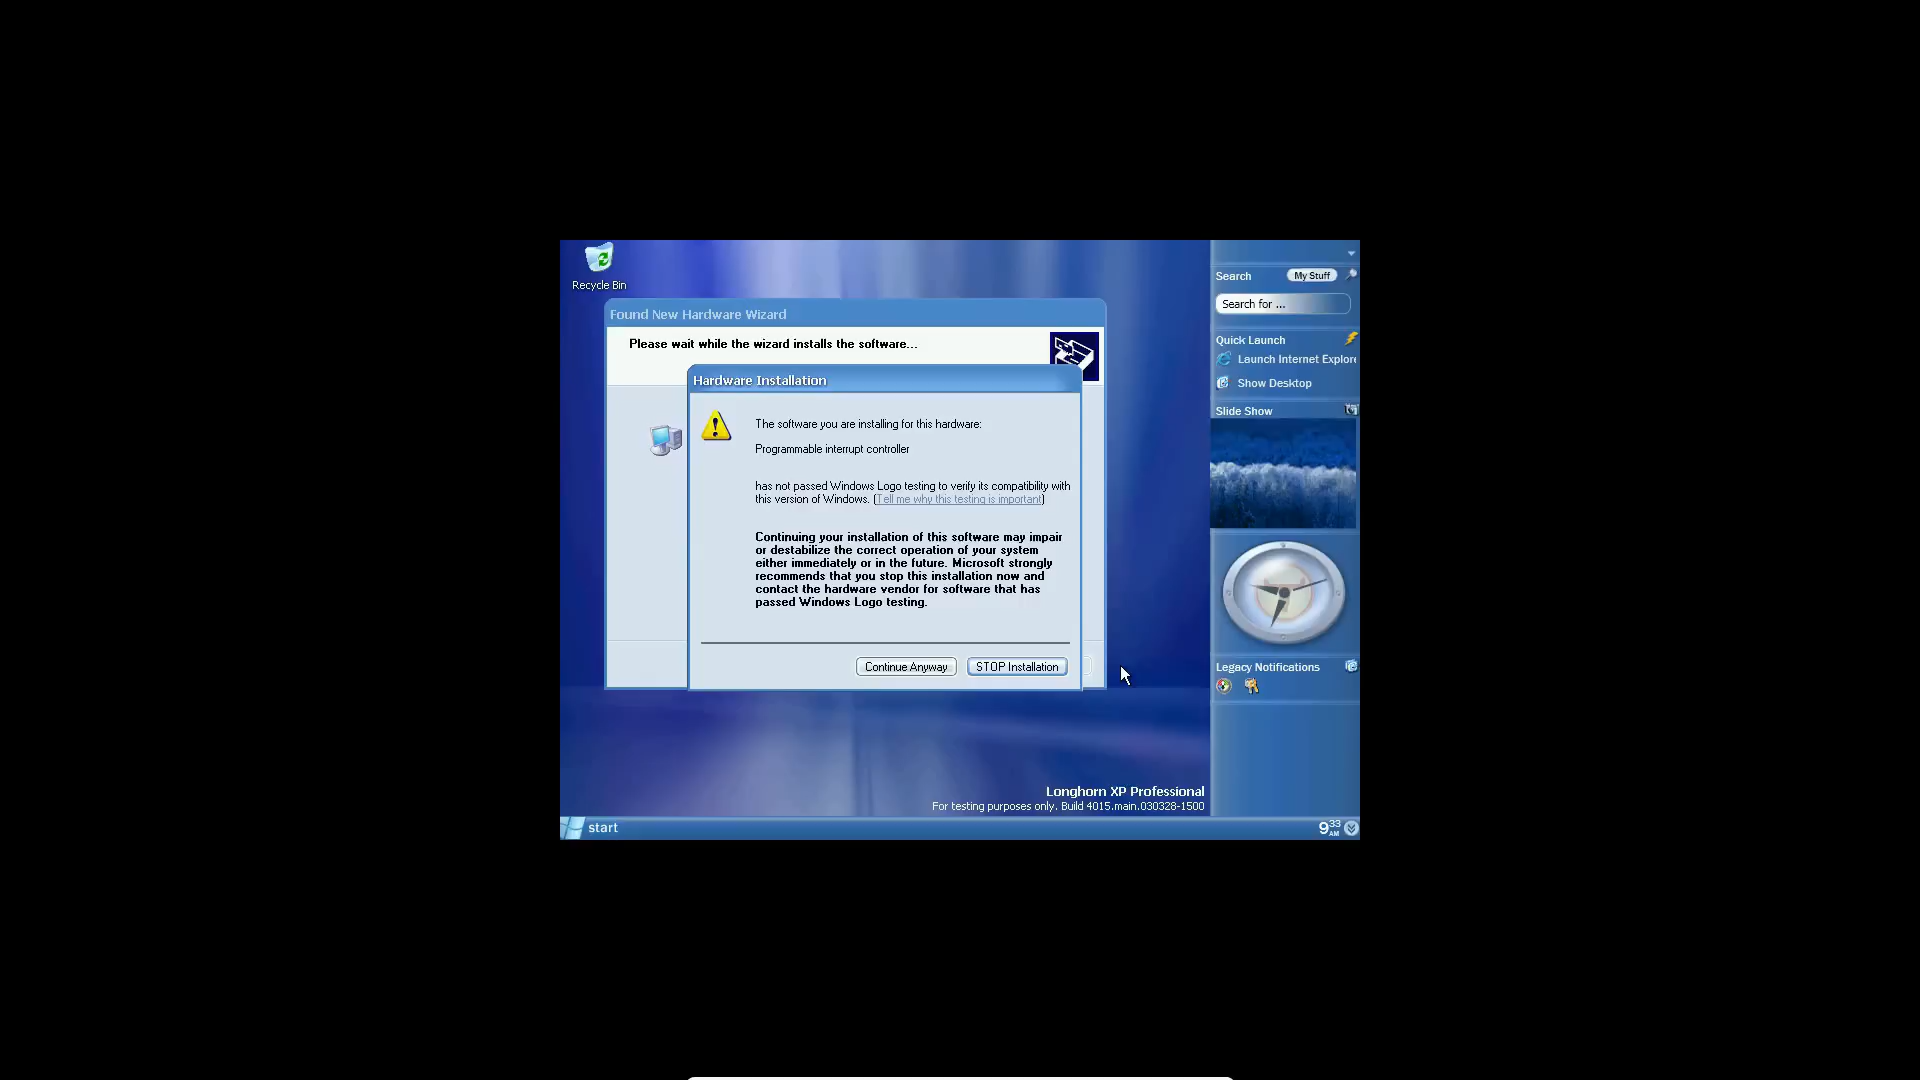 Recycle Bin
Found New Hardware Wizard
Please wait while the wizard installs the software...
Hardware Installation
The software you are installing for this hardware:
Programmable interrupt controller
has not passed Windows Logo testing to verify its compatibility with
this version of Windows. (Tell me why this testing is important)
Continuing your installation of this software may impair
or destabilize the correct operation of your system
either immediately or in the future. Microsoft strongly
recommends that you stop this installation now and
contact the hardware vendor for software that has
passed Windows Logo testing.
Continue Anyway
STOP Installation
Search
My Stuff
Search for ...
Quick Launch
Launch Internet Explore
Show Desktop
Slide Show
Legacy Notifications
Longhorn XP Professional
For testing purposes only. Build 4015.main.030328-1500
start
9 33 AM